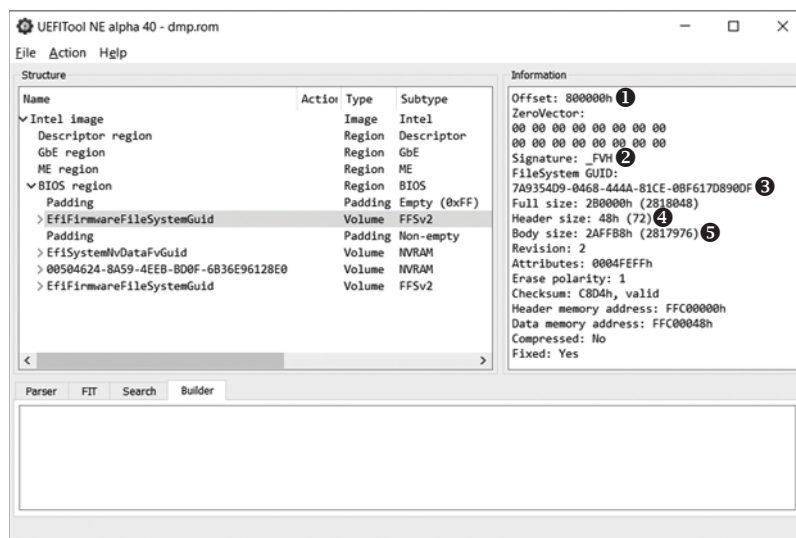 UEFITool NE alpha 40 - dmp.rom
File Action Help
Structure
Name Action Type Subtype
Intel image Image Intel
Descriptor region Region Descriptor
GbE region Region GbE
ME region Region ME
BIOS region Region BIOS
Padding Padding Empty (0xFF)
EfiFirmwareFileSystemGuid Volume FFSv2
Padding Padding Non-empty
EfiSystemNvDataFvGuid Volume NVRAM
00504624-8A59-4EEB-BD0F-6B36E96128E0 Volume NVRAM
EfiFirmwareFileSystemGuid Volume FFSv2
Information
Offset: 800000h ❶
ZeroVector:
00 00 00 00 00 00 00 00
00 00 00 00 00 00 00 00
Signature: _FVH ❷
FileSystem GUID:
7A9354D9-0468-444A-81CE-0BF617D890DF ❸
Full size: 2B0000h (2818048)
Header size: 48h (72) ❹
Body size: 2AFFB8h (2817976) ❺
Revision: 2
Attributes: 0004FEFFh
Erase polarity: 1
Checksum: C8D4h, valid
Header memory address: FFC00000h
Data memory address: FFC00048h
Compressed: No
Fixed: Yes
Parser FIT Search Builder